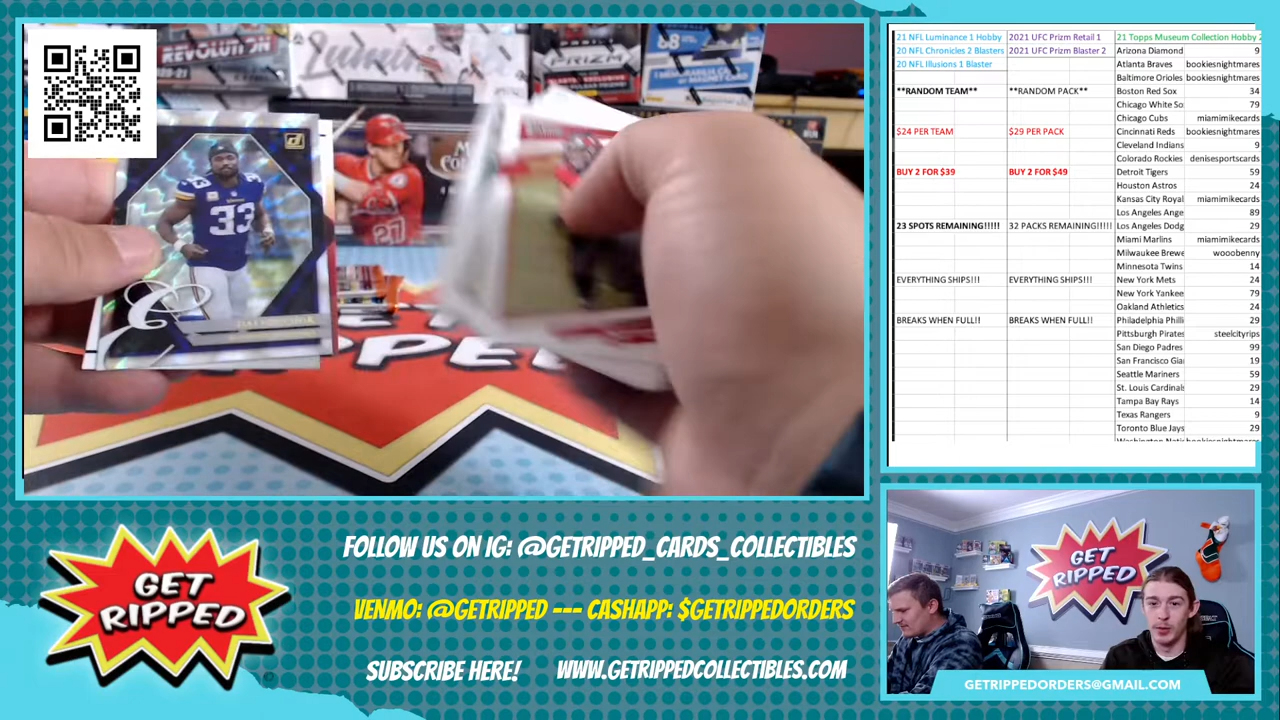 REVOLUTION
2020-21
PRIZM
33
27
21 NFL Luminance 1 Hobby 2021 UFC Prizm Retail 1 21 Topps Museum Collection Hobby 2
20 NFL Chronicles 2 Blasters 2021 UFC Prizm Blaster 2 Arizona Diamond 9
20 NFL Illusions 1 Blaster Atlanta Braves bookiesnightmares
Baltimore Orioles bookiesnightmares
**RANDOM TEAM** **RANDOM PACK** Boston Red Sox 34
Chicago White So 79
Chicago Cubs miamimikecards
$24 PER TEAM $29 PER PACK Cincinnati Reds bookiesnightmares
Cleveland Indians 9
Colorado Rockies denisesportscards
BUY 2 FOR $39 BUY 2 FOR $49 Detroit Tigers 59
Houston Astros 24
Kansas City Royal miamimikecards
Los Angeles Ange 89
23 SPOTS REMAINING!!!!! 32 PACKS REMAINING!!!!! Los Angeles Dodg 29
Miami Marlins miamimikecards
Milwaukee Brewe wooobenny
Minnesota Twins 14
EVERYTHING SHIPS!!! EVERYTHING SHIPS!!! New York Mets 24
New York Yankee 79
Oakland Athletics 24
BREAKS WHEN FULL!! BREAKS WHEN FULL!! Philadelphia Philli 29
Pittsburgh Pirates steelcityrips
San Diego Padres 99
San Francisco Gia 19
Seattle Mariners 59
St. Louis Cardinals 29
Tampa Bay Rays 14
Texas Rangers 9
Toronto Blue Jays 29
GET
RIPPED
FOLLOW US ON IG: @GETRIPPED_CARDS_COLLECTIBLES
VENMO: @GETRIPPED --- CASHAPP: $GETRIPPEDORDERS
SUBSCRIBE HERE! WWW.GETRIPPEDCOLLECTIBLES.COM
GET
RIPPED
GETRIPPEDORDERS@GMAIL.COM